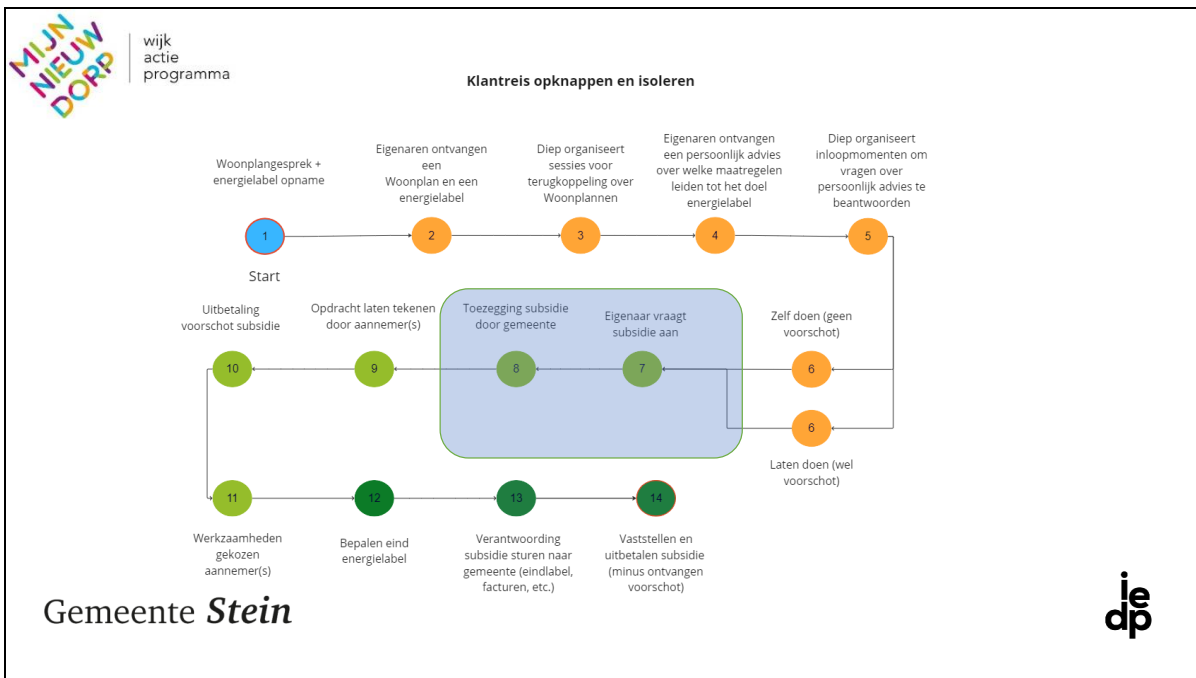 MIJN
NIEUW
DORP
wijk
actie
programma
Klantreis opknappen en isoleren
Woonplangesprek +
energielabel opname
1
Start
Eigenaren ontvangen
een
Woonplan en een
energielabel
2
Diep organiseert
sessies voor
terugkoppeling over
Woonplannen
3
Eigenaren ontvangen
een persoonlijk advies
over welke maatregelen
leiden tot het doel
energielabel
4
Diep organiseert
inloopmomenten om
vragen over
persoonlijk advies te
beantwoorden
5
Zelf doen (geen
voorschot)
6
6
Laten doen (wel
voorschot)
Eigenaar vraagt
subsidie aan
7
Toezegging subsidie
door gemeente
8
Opdracht laten tekenen
door aannemer(s)
9
Uitbetaling
voorschot subsidie
10
11
Werkzaamheden
gekozen
aannemer(s)
12
Bepalen eind
energielabel
13
Verantwoording
subsidie sturen naar
gemeente (eindlabel,
facturen, etc.)
14
Vaststellen en
uitbetalen subsidie
(minus ontvangen
voorschot)
Gemeente Stein
ie
dp